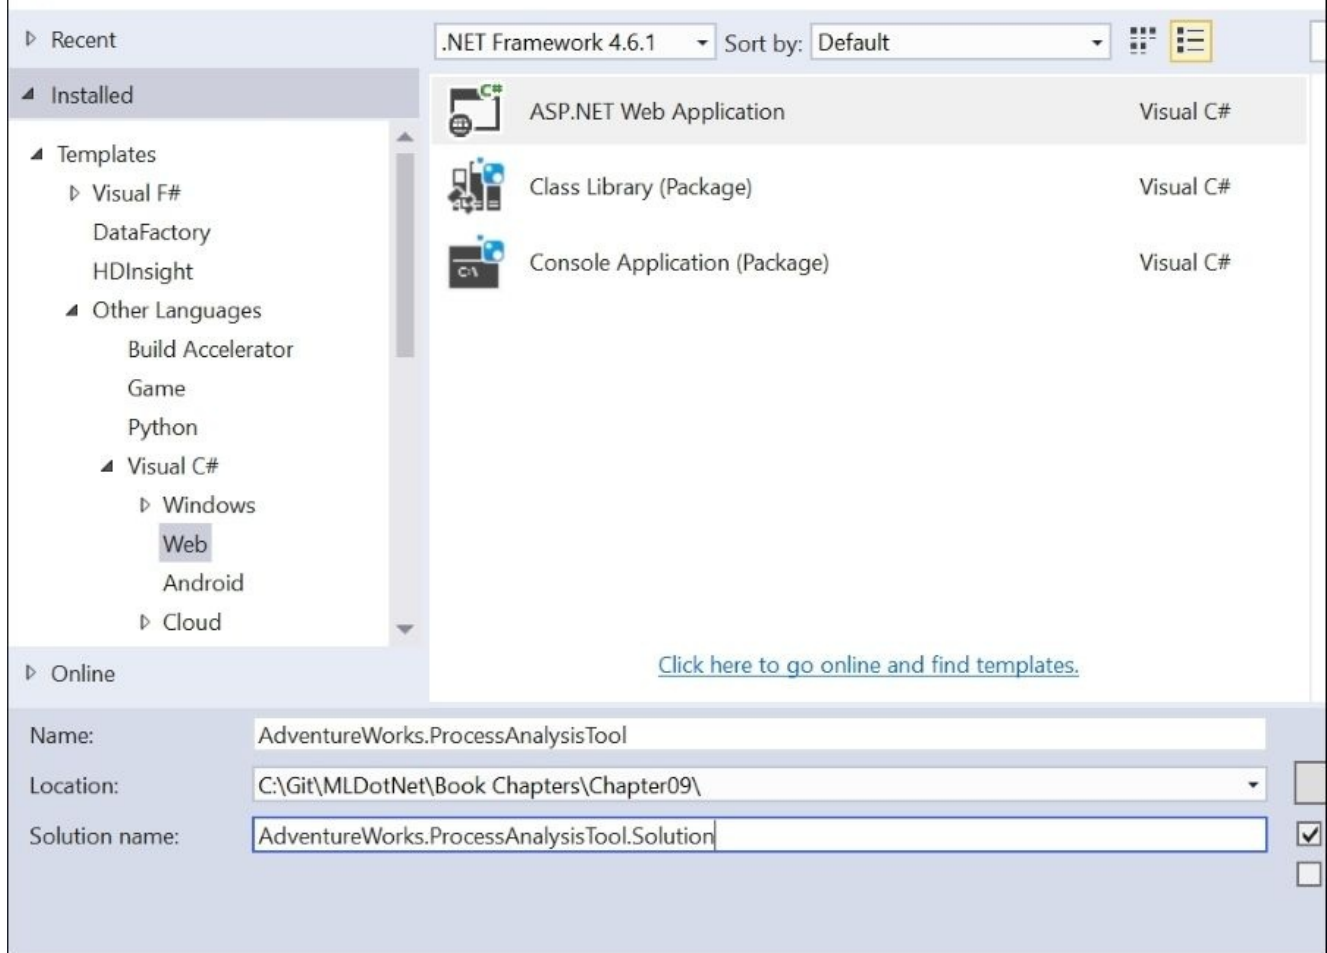 Recent
.NET Framework 4.6.1 Sort by: Default
Installed
Templates
Visual F#
DataFactory
HDInsight
Other Languages
Build Accelerator
Game
Python
Visual C#
Windows
Web
Android
Cloud
Online
C#
ASP.NET Web Application Visual C#
Class Library (Package) Visual C#
C:\
Console Application (Package) Visual C#
Click here to go online and find templates.
Name: AdventureWorks.ProcessAnalysisTool
Location: C:\Git\MLDotNet\Book Chapters\Chapter09\
Solution name: AdventureWorks.ProcessAnalysisTool.Solution